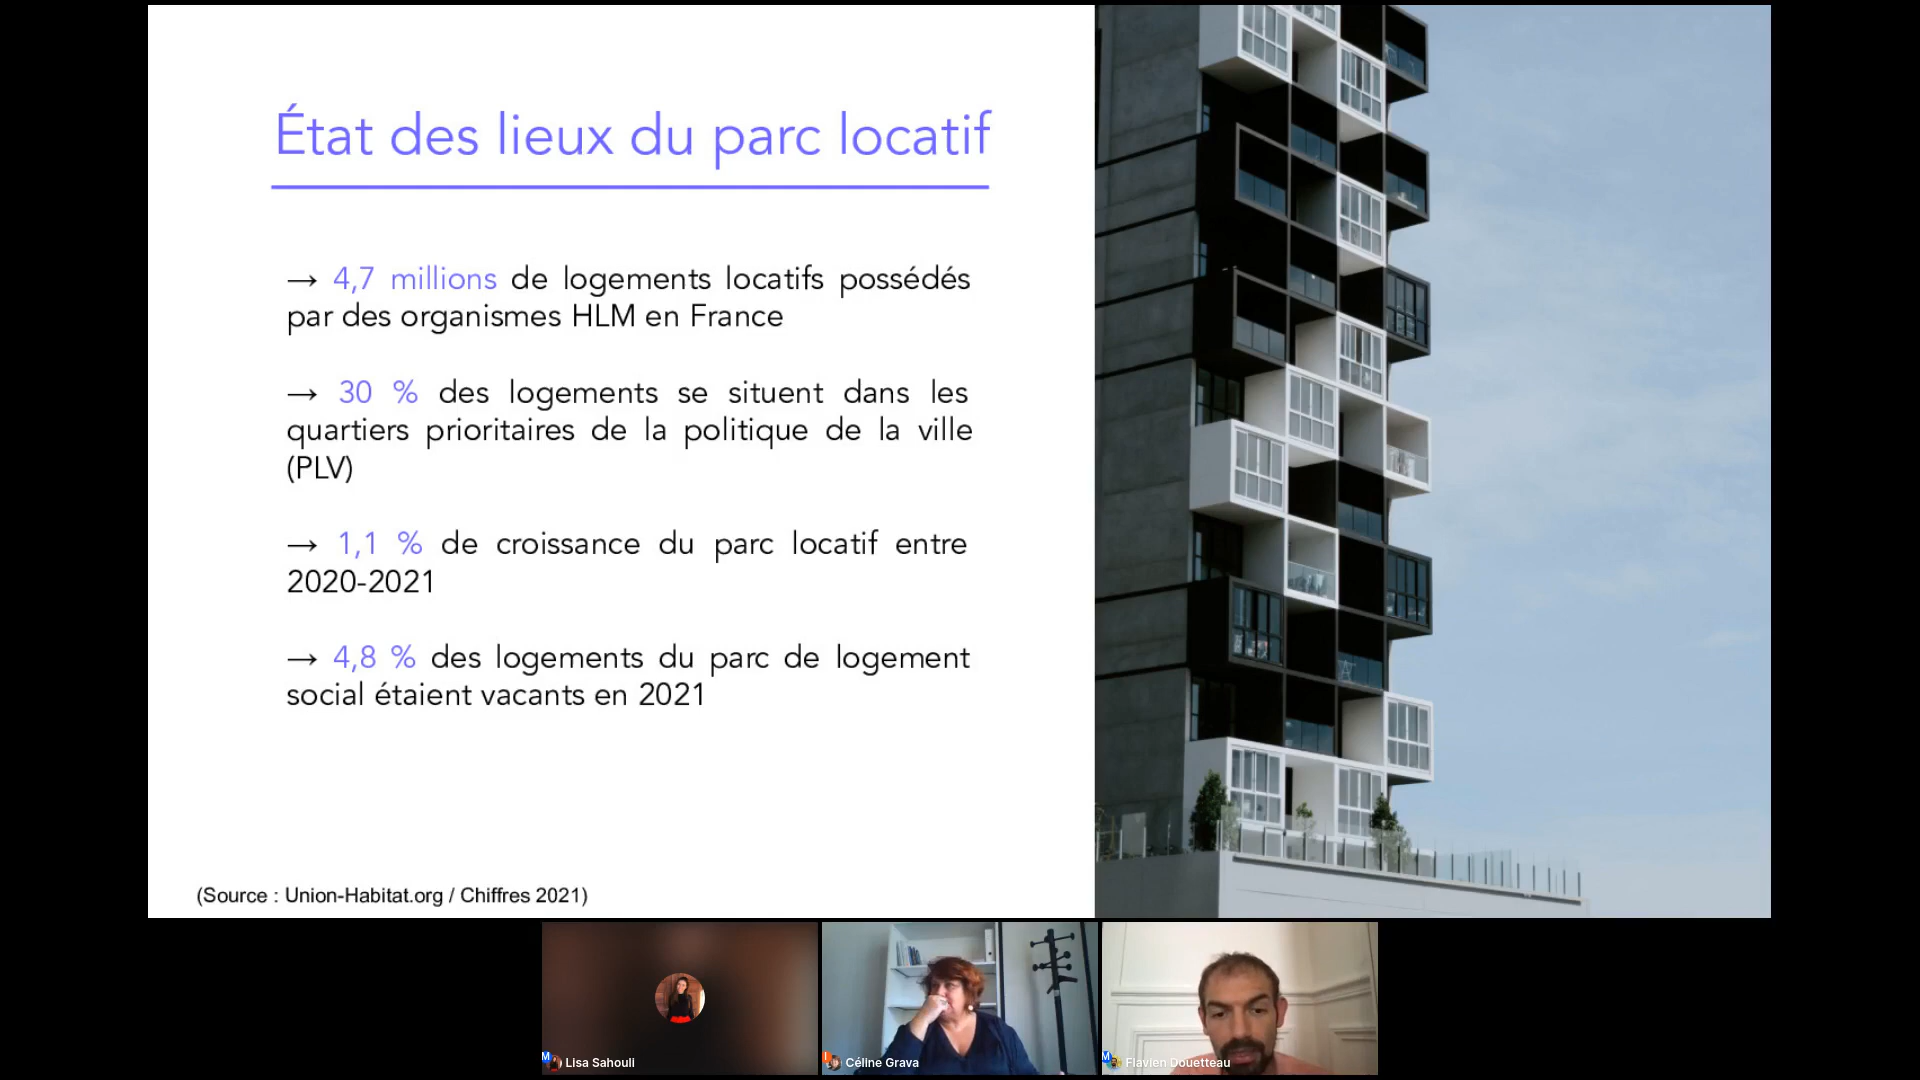 État des lieux du parc locatif
→ 4,7 millions de logements locatifs possédés
par des organismes HLM en France
→ 30 % des logements se situent dans les
quartiers prioritaires de la politique de la ville
(PLV)
→ 1,1 % de croissance du parc locatif entre
2020-2021
→ 4,8 % des logements du parc de logement
social étaient vacants en 2021
(Source : Union-Habitat.org / Chiffres 2021)
Lisa Sahouli
Céline Grava
Flavien Douetteau